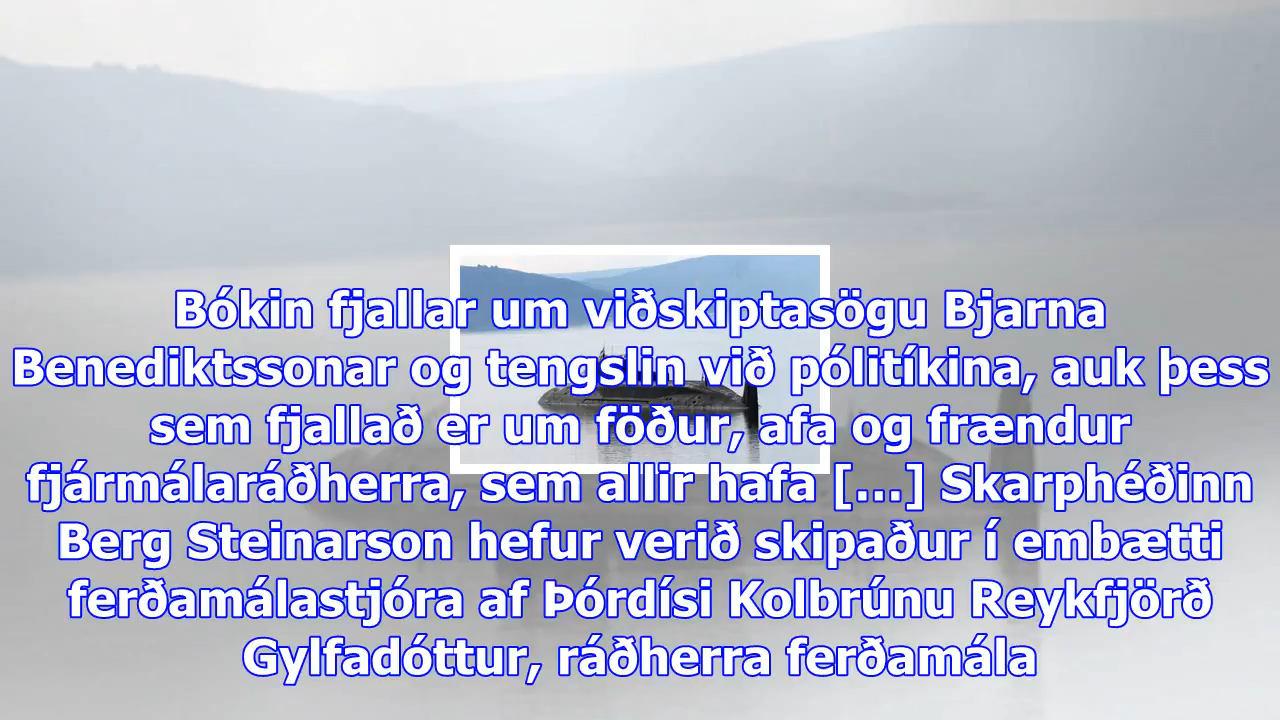 Bókin fjallar um viðskiptasögu Bjarna
Benediktssonar og tengslin við pólitíkina, auk þess
sem fjallað er um föður, afa og frændur
fjármálaráðherra, sem allir hafa [...] Skarphéðinn
Berg Steinarson hefur verið skipaður í embætti
ferðamálastjóra af Þórdísi Kolbrúnu Reykfjörð
Gylfadóttur, ráðherra ferðamála